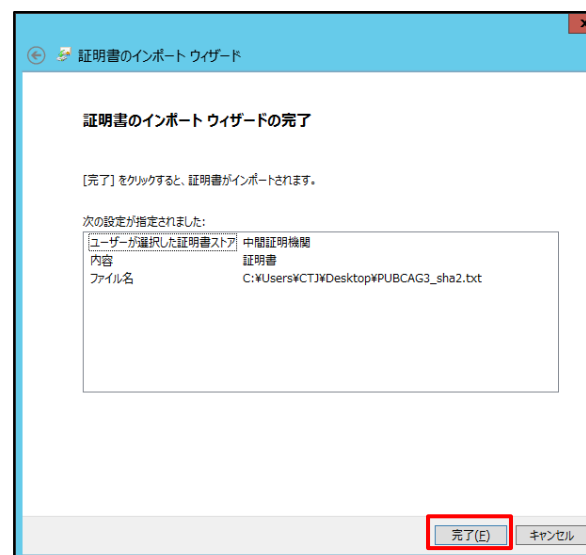 証明書のインポート ウィザード
証明書のインポート ウィザードの完了
[完了] をクリックすると、証明書がインポートされます。
次の設定が指定されました:
ユーザーが選択した証明書ストア 中間証明機関
内容 証明書
ファイル名 C:¥Users¥CTJ¥Desktop¥PUBCAG3_sha2.txt
完了(F) キャンセル